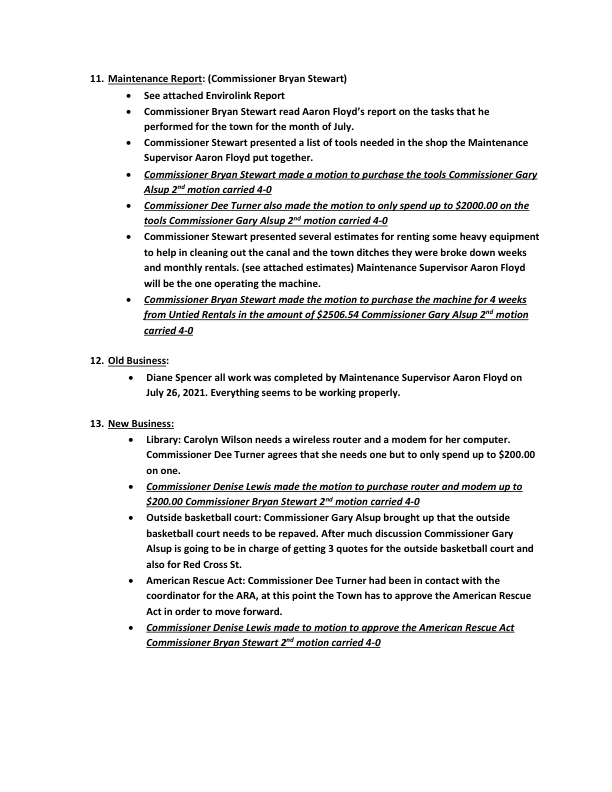 11. Maintenance Report: (Commissioner Bryan Stewart)
• See attached Envirolink Report
• Commissioner Bryan Stewart read Aaron Floyd's report on the tasks that he
performed for the town for the month of July.
• Commissioner Stewart presented a list of tools needed in the shop the Maintenance
Supervisor Aaron Floyd put together.
• Commissioner Bryan Stewart made a motion to purchase the tools Commissioner Gary
Alsup 2nd motion carried 4-0
• Commissioner Dee Turner also made the motion to only spend up to $2000.00 on the
tools Commissioner Gary Alsup 2nd motion carried 4-0
• Commissioner Stewart presented several estimates for renting some heavy equipment
to help in cleaning out the canal and the town ditches they were broke down weeks
and monthly rentals. (see attached estimates) Maintenance Supervisor Aaron Floyd
will be the one operating the machine.
• Commissioner Bryan Stewart made the motion to purchase the machine for 4 weeks
from Untied Rentals in the amount of $2506.54 Commissioner Gary Alsup 2nd motion
carried 4-0
12. Old Business:
• Diane Spencer all work was completed by Maintenance Supervisor Aaron Floyd on
July 26, 2021. Everything seems to be working properly.
13. New Business:
• Library: Carolyn Wilson needs a wireless router and a modem for her computer.
Commissioner Dee Turner agrees that she needs one but to only spend up to $200.00
on one.
• Commissioner Denise Lewis made the motion to purchase router and modem up to
$200.00 Commissioner Bryan Stewart 2nd motion carried 4-0
• Outside basketball court: Commissioner Gary Alsup brought up that the outside
basketball court needs to be repaved. After much discussion Commissioner Gary
Alsup is going to be in charge of getting 3 quotes for the outside basketball court and
also for Red Cross St.
• American Rescue Act: Commissioner Dee Turner had been in contact with the
coordinator for the ARA, at this point the Town has to approve the American Rescue
Act in order to move forward.
• Commissioner Denise Lewis made to motion to approve the American Rescue Act
Commissioner Bryan Stewart 2nd motion carried 4-0